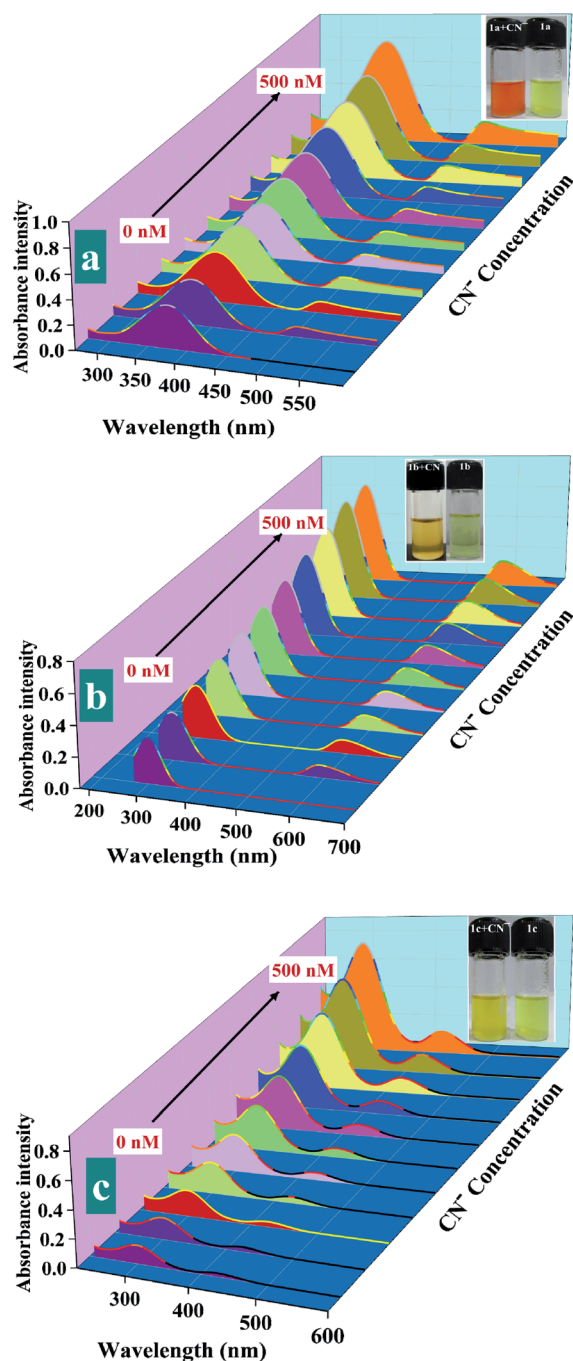 1a+CN⁻ 1a
500 nM
0 nM
1.0
0.8
0.6
0.4
0.2
0.0
Absorbance intensity
a
300 350 400 450 500 550
Wavelength (nm)
CN⁻ Concentration
1b+CN 1b
500 nM
0 nM
0.8
0.6
0.4
0.2
0.0
Absorbance intensity
b
200 300 400 500 600 700
Wavelength (nm)
CN⁻ Concentration
1c+CN⁻ 1c
500 nM
0 nM
0.8
0.6
0.4
0.2
0.0
Absorbance intensity
c
300 400 500 600
Wavelength (nm)
CN⁻ Concentration